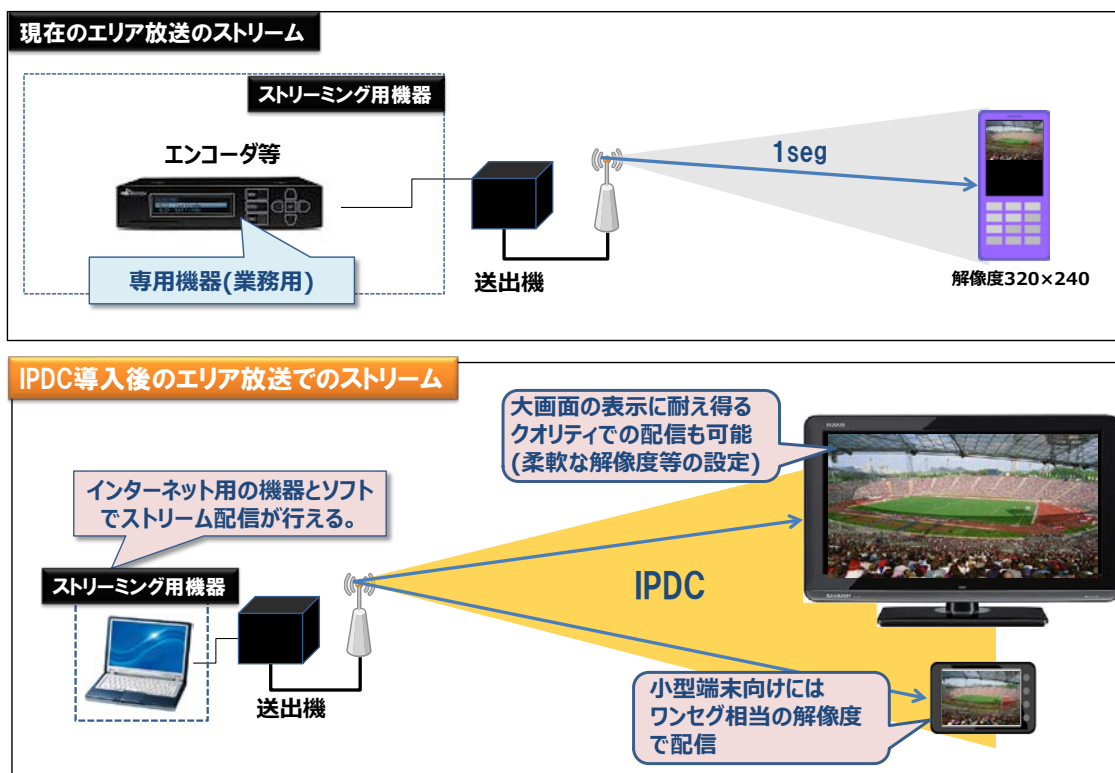 現在のエリア放送のストリーム
ストリーミング用機器
エンコーダ等
専用機器(業務用)
送出機
1seg
解像度320×240
IPDC導入後のエリア放送でのストリーム
大画面の表示に耐え得る
クオリティでの配信も可能
(柔軟な解像度等の設定)
インターネット用の機器とソフト
でストリーム配信が行える。
ストリーミング用機器
送出機
IPDC
小型端末向けには
ワンセグ相当の解像度
で配信